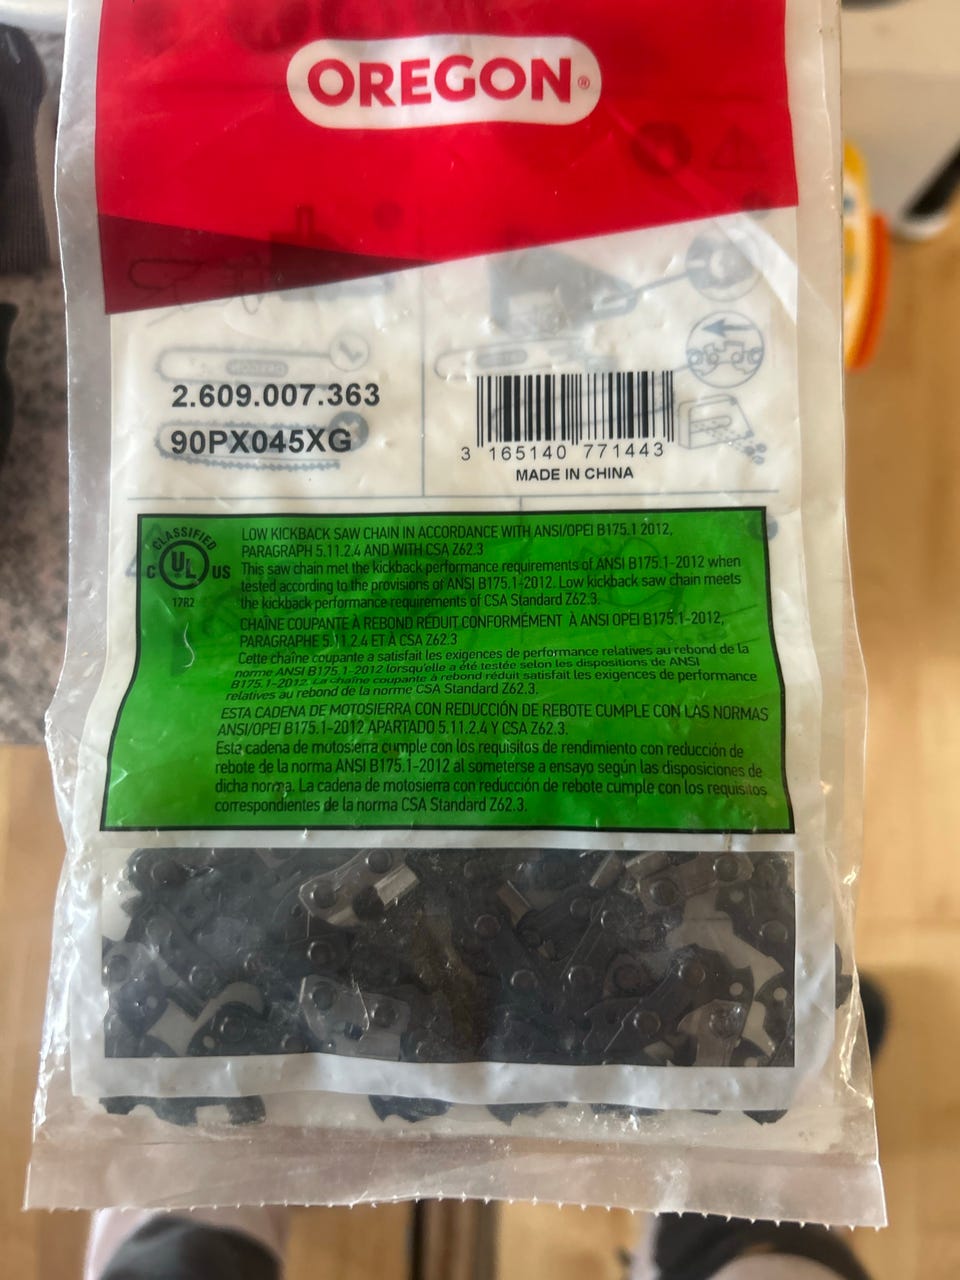 OREGON®
2.609.007.363
90PX045XG
3 165140 771443
MADE IN CHINA
CLASSIFIED
C UL US
17R2
LOW KICKBACK SAW CHAIN IN ACCORDANCE WITH ANSI/OPEI B175.1 2012,
PARAGRAPH 5.11.2.4 AND WITH CSA Z62.3
This saw chain met the kickback performance requirements of ANSI B175.1-2012 when
tested according to the provisions of ANSI B175.1-2012. Low kickback saw chain meets
the kickback performance requirements of CSA Standard Z62.3.
CHAÎNE COUPANTE À REBOND RÉDUIT CONFORMÉMENT À ANSI OPEI B175.1-2012,
PARAGRAPHE 5.11.2.4 ET À CSA Z62.3
Cette chaîne coupante a satisfait les exigences de performance relatives au rebond de la
norme ANSI B175.1-2012 lorsqu'elle a été testée selon les dispositions de ANSI
B175.1-2012. La chaîne coupante à rebond réduit satisfait les exigences de performance
relatives au rebond de la norme CSA Standard Z62.3.
ESTA CADENA DE MOTOSIERRA CON REDUCCIÓN DE REBOTE CUMPLE CON LAS NORMAS
ANSI/OPEI B175.1-2012 APARTADO 5.11.2.4 Y CSA Z62.3.
Esta cadena de motosierra cumple con los requisitos de rendimiento con reducción de
rebote de la norma ANSI B175.1-2012 al someterse a ensayo según las disposiciones de
dicha norma. La cadena de motosierra con reducción de rebote cumple con los requisitos
correspondientes de la norma CSA Standard Z62.3.